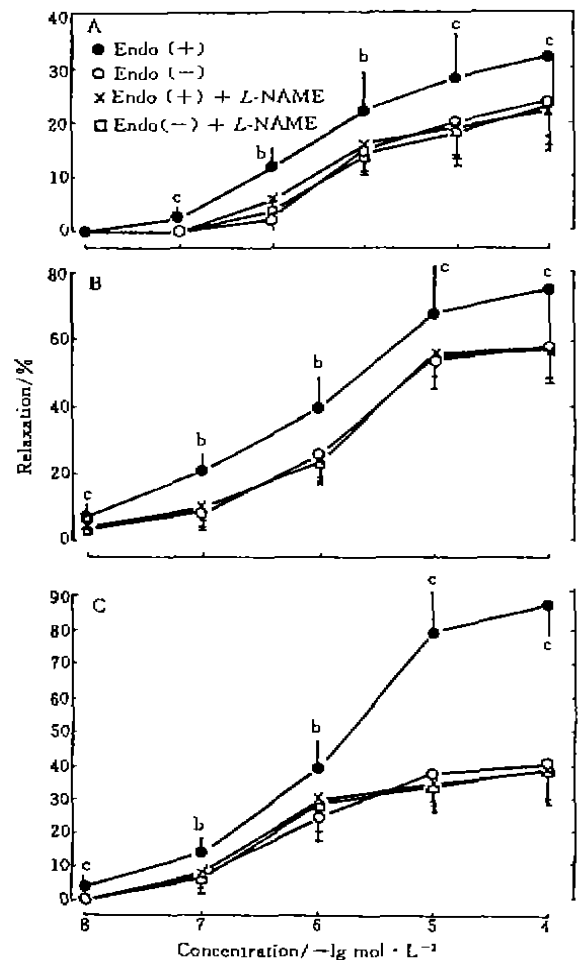 40
A
c
● Endo (+)
b
c
○ Endo (−)
30
× Endo (+) + L-NAME
□ Endo(−) + L-NAME
20
b
10
c
0
80
B
c
c
60
b
Relaxation/%
40
b
20
c
0
90
C
c
80
70
c
60
50
b
40
30
20
b
10
c
0
8 7 6 5 4
Concentration/ −lg mol · L⁻¹